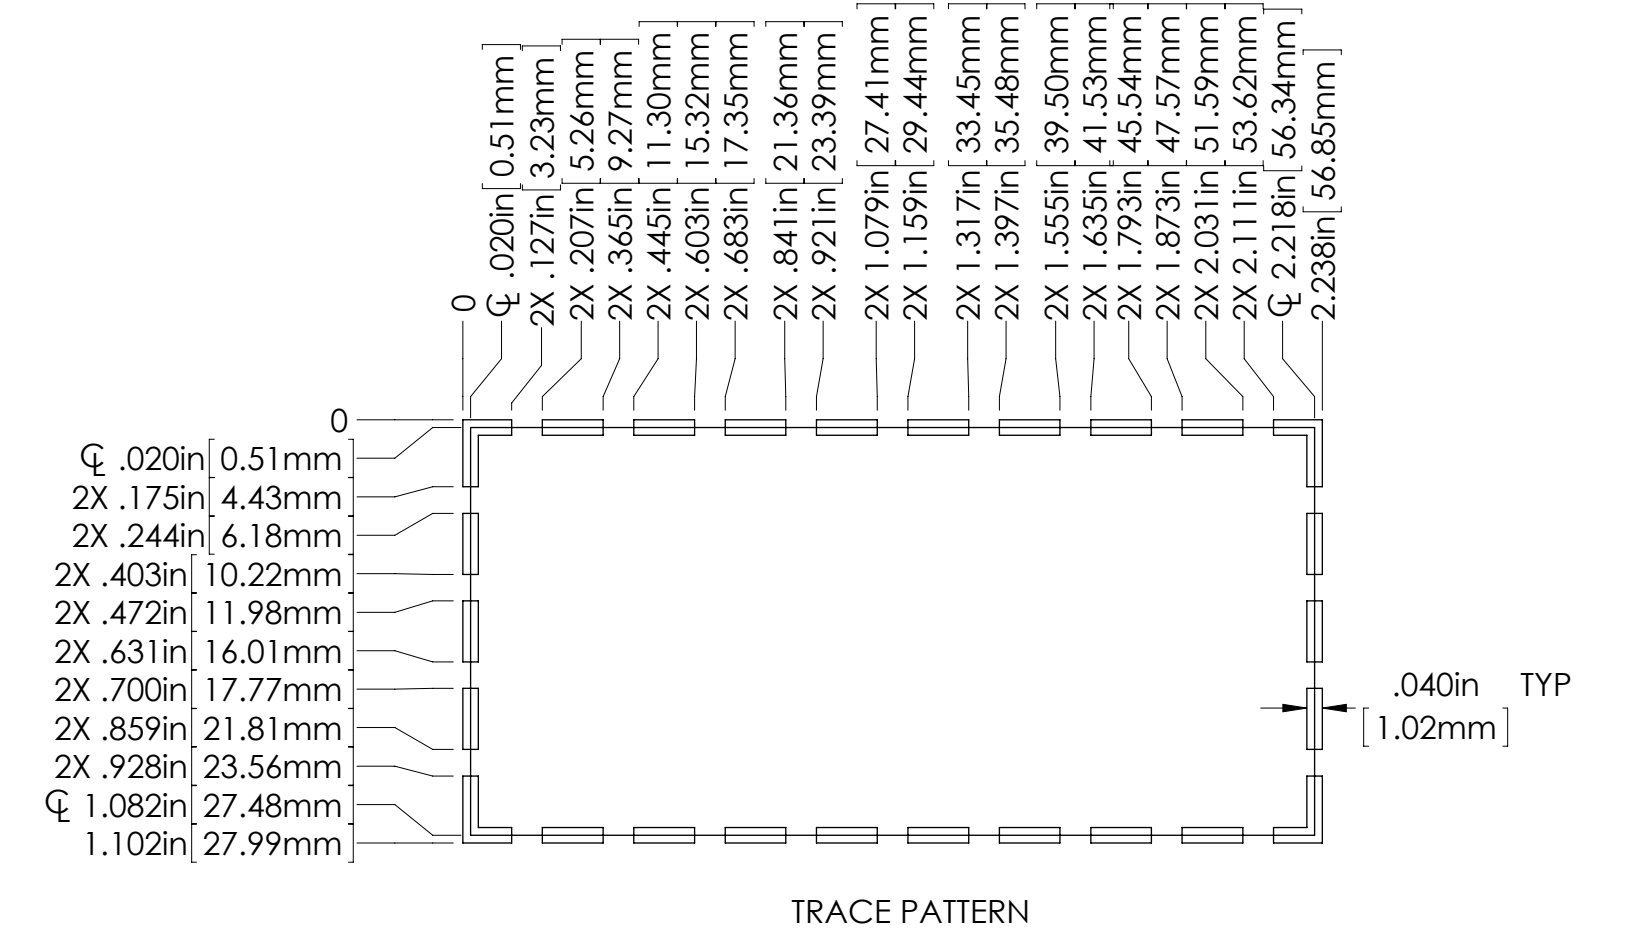 0
℄ .020in[0.51mm]
2X .127in[3.23mm]
2X .207in[5.26mm]
2X .365in[9.27mm]
2X .445in[11.30mm]
2X .603in[15.32mm]
2X .683in[17.35mm]
2X .841in[21.36mm]
2X .921in[23.39mm]
2X 1.079in[27.41mm]
2X 1.159in[29.44mm]
2X 1.317in[33.45mm]
2X 1.397in[35.48mm]
2X 1.555in[39.50mm]
2X 1.635in[41.53mm]
2X 1.793in[45.54mm]
2X 1.873in[47.57mm]
2X 2.031in[51.59mm]
2X 2.111in[53.62mm]
℄ 2.218in[56.34mm]
2.238in[56.85mm]
0
℄ .020in[0.51mm]
2X .175in[4.43mm]
2X .244in[6.18mm]
2X .403in[10.22mm]
2X .472in[11.98mm]
2X .631in[16.01mm]
2X .700in[17.77mm]
2X .859in[21.81mm]
2X .928in[23.56mm]
℄ 1.082in[27.48mm]
1.102in[27.99mm]
.040in TYP
[1.02mm]
TRACE PATTERN